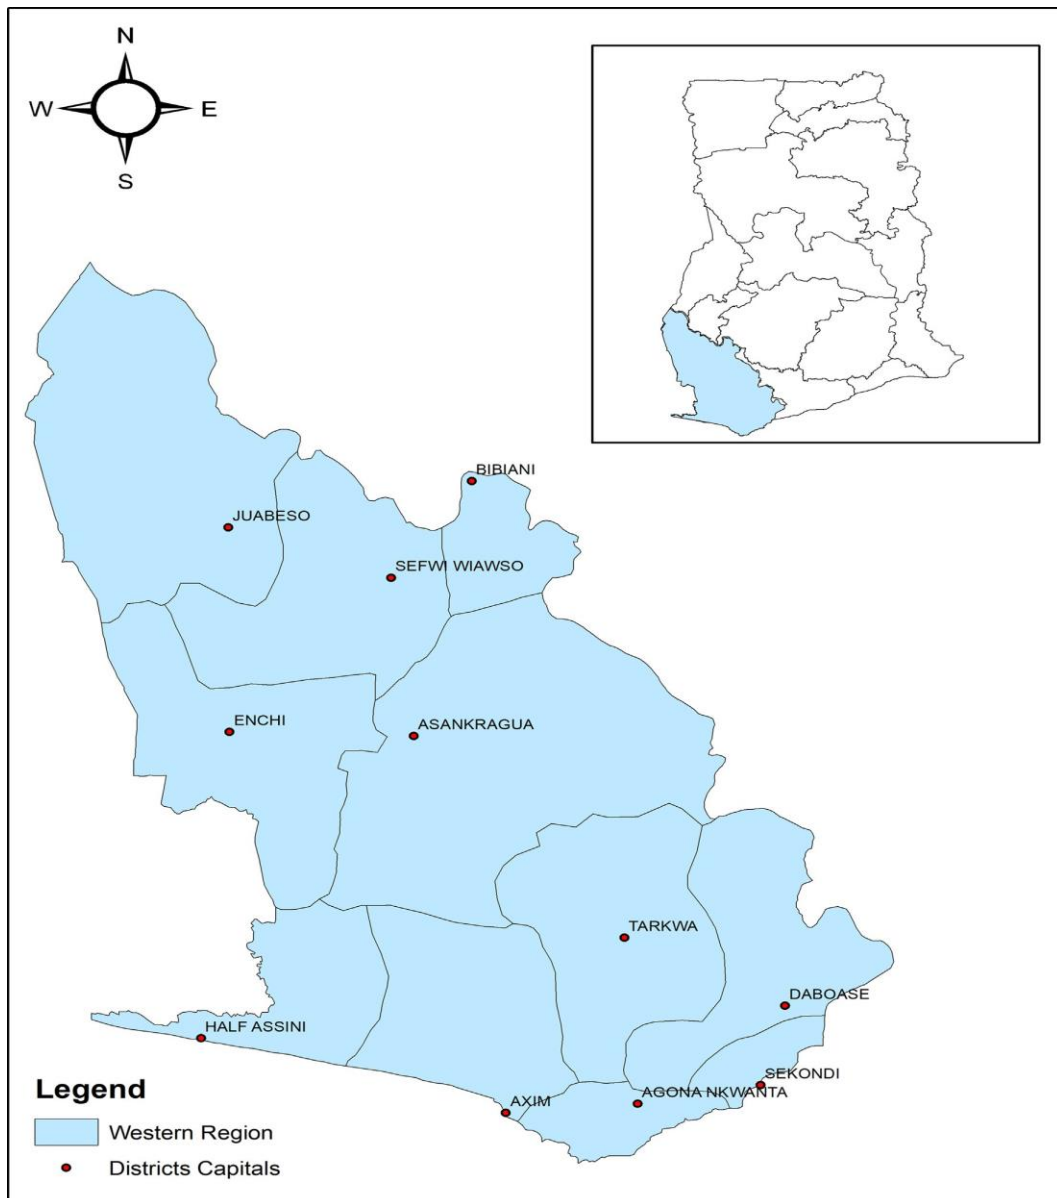 N
W E
S
BIBIANI
JUABESO
SEFWI WIAWSO
ENCHI
ASANKRAGUA
TARKWA
DABOASE
HALF ASSINI
SEKONDI
AGONA NKWANTA
AXIM
Legend
Western Region
Districts Capitals